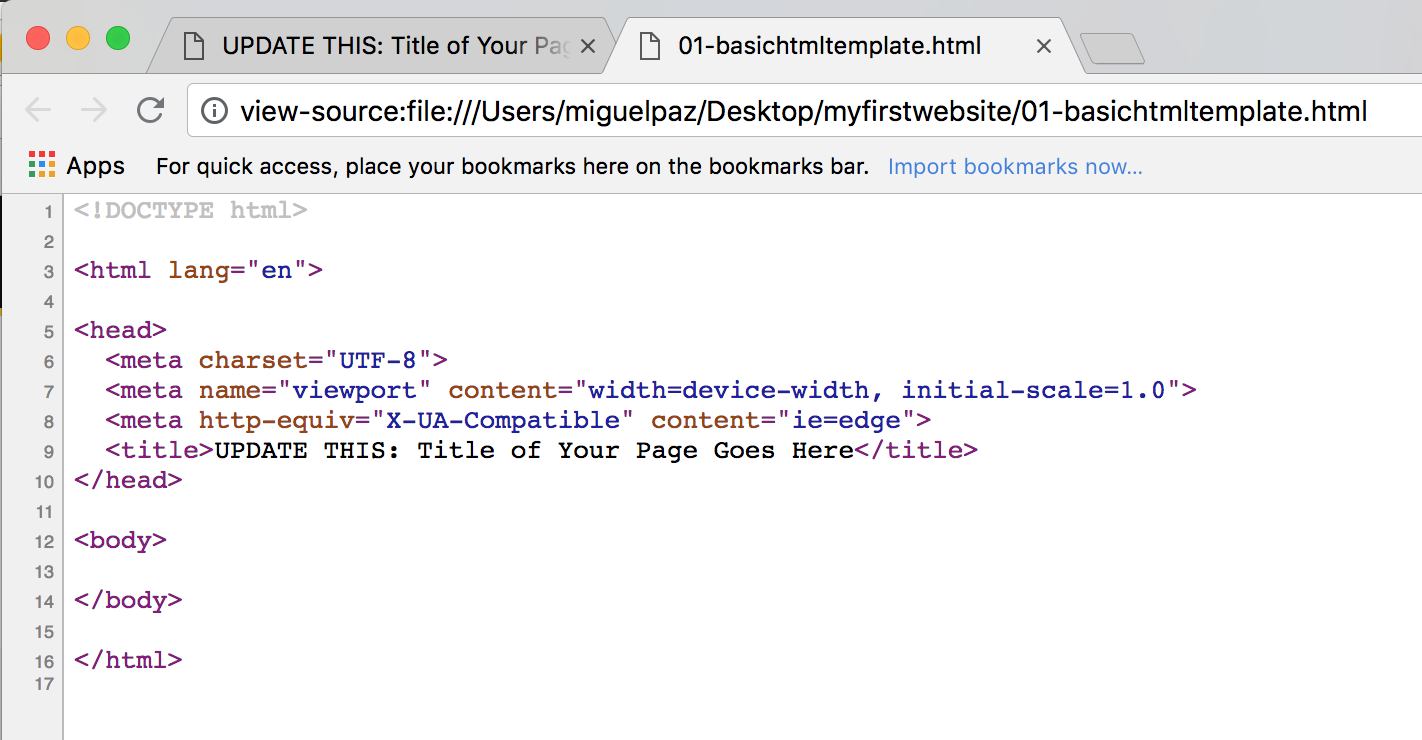 UPDATE THIS: Title of Your Pag
01-basichtmltemplate.html
view-source:file:///Users/miguelpaz/Desktop/myfirstwebsite/01-basichtmltemplate.html
Apps For quick access, place your bookmarks here on the bookmarks bar. Import bookmarks now...
1 <!DOCTYPE html>
2
3 <html lang="en">
4
5 <head>
6   <meta charset="UTF-8">
7   <meta name="viewport" content="width=device-width, initial-scale=1.0">
8   <meta http-equiv="X-UA-Compatible" content="ie=edge">
9   <title>UPDATE THIS: Title of Your Page Goes Here</title>
10 </head>
11
12 <body>
13
14 </body>
15
16 </html>
17